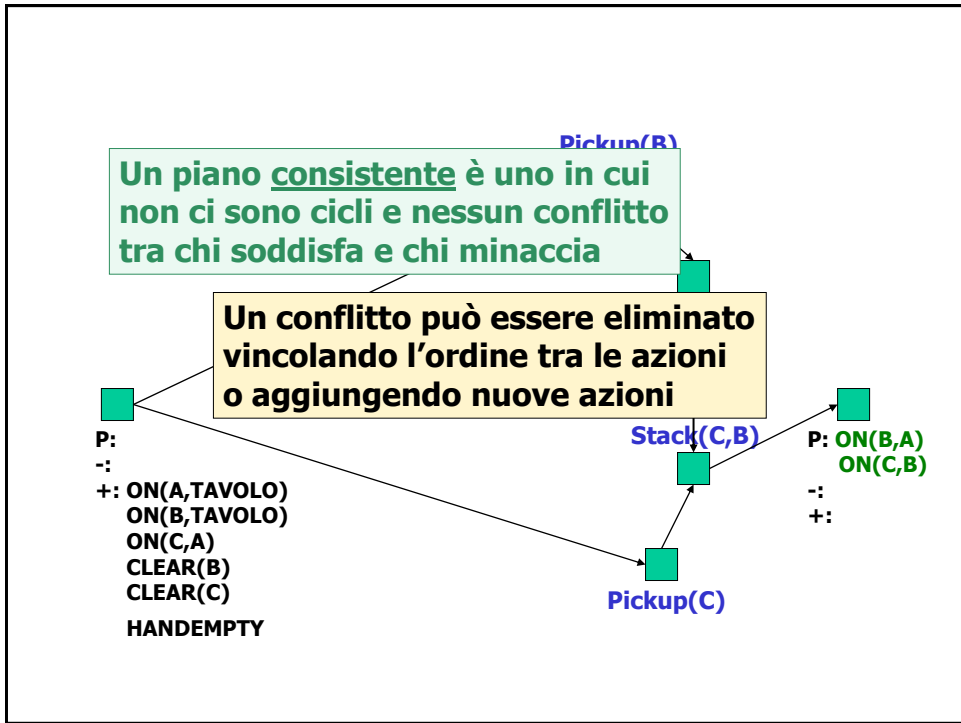 Pickup(B)
Un piano consistente è uno in cui
non ci sono cicli e nessun conflitto
tra chi soddisfa e chi minaccia
Un conflitto può essere eliminato
vincolando l’ordine tra le azioni
o aggiungendo nuove azioni
Stack(C,B)
P:
-:
+: ON(A,TAVOLO)
ON(B,TAVOLO)
ON(C,A)
CLEAR(B)
CLEAR(C)
HANDEMPTY
P: ON(B,A)
ON(C,B)
-:
+:
Pickup(C)